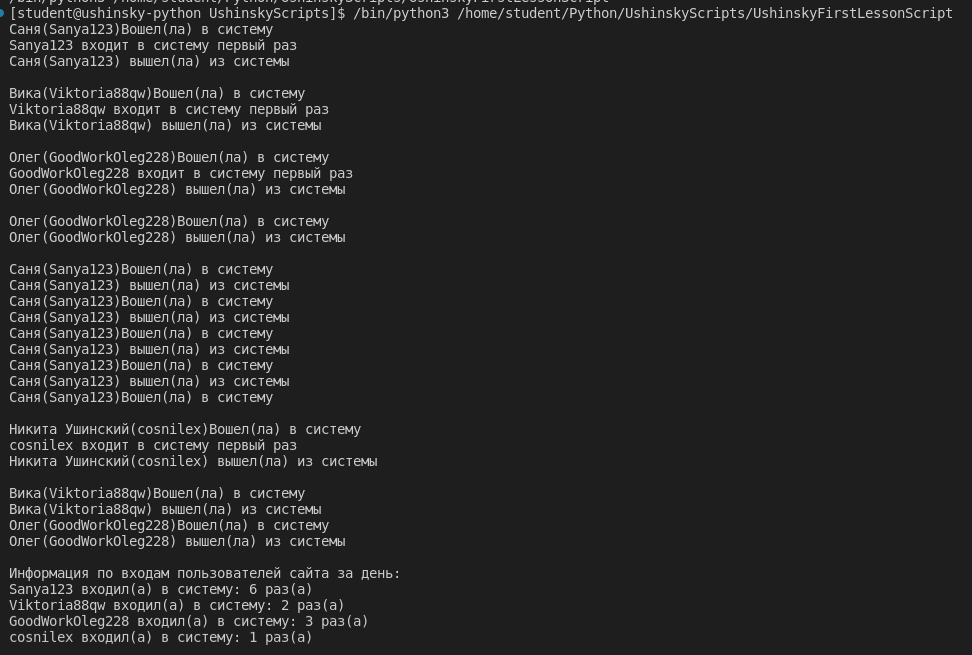 [student@ushinsky-python UshinskyScripts]$ /bin/python3 /home/student/Python/UshinskyScripts/UshinskyFirstLessonScript
Саня(Sanya123)Вошел(ла) в систему
Sanya123 входит в систему первый раз
Саня(Sanya123) вышел(ла) из системы
Вика(Viktoria88qw)Вошел(ла) в систему
Viktoria88qw входит в систему первый раз
Вика(Viktoria88qw) вышел(ла) из системы
Олег(GoodWorkOleg228)Вошел(ла) в систему
GoodWorkOleg228 входит в систему первый раз
Олег(GoodWorkOleg228) вышел(ла) из системы
Олег(GoodWorkOleg228)Вошел(ла) в систему
Олег(GoodWorkOleg228) вышел(ла) из системы
Саня(Sanya123)Вошел(ла) в систему
Саня(Sanya123) вышел(ла) из системы
Саня(Sanya123)Вошел(ла) в систему
Саня(Sanya123) вышел(ла) из системы
Саня(Sanya123)Вошел(ла) в систему
Саня(Sanya123) вышел(ла) из системы
Саня(Sanya123)Вошел(ла) в систему
Саня(Sanya123) вышел(ла) из системы
Саня(Sanya123)Вошел(ла) в систему
Никита Ушинский(cosnilex)Вошел(ла) в систему
cosnilex входит в систему первый раз
Никита Ушинский(cosnilex) вышел(ла) из системы
Вика(Viktoria88qw)Вошел(ла) в систему
Вика(Viktoria88qw) вышел(ла) из системы
Олег(GoodWorkOleg228)Вошел(ла) в систему
Олег(GoodWorkOleg228) вышел(ла) из системы
Информация по входам пользователей сайта за день:
Sanya123 входил(а) в систему: 6 раз(а)
Viktoria88qw входил(а) в систему: 2 раз(а)
GoodWorkOleg228 входил(а) в систему: 3 раз(а)
cosnilex входил(а) в систему: 1 раз(а)